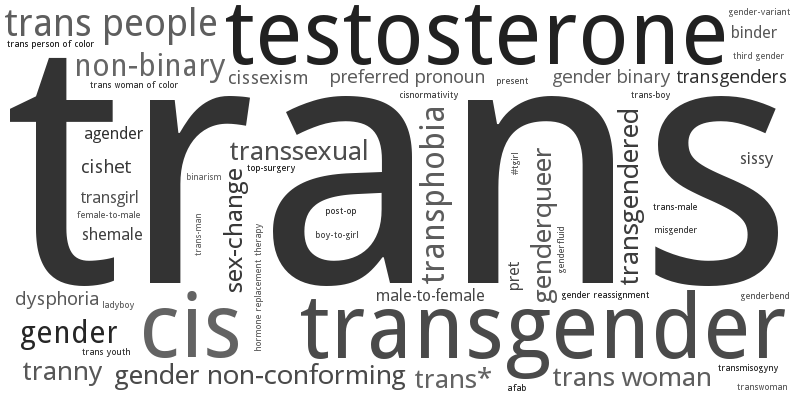 trans people
testosterone
gender-variant
binder
trans person of color
third gender
non-binary
cissexism
preferred pronoun
present
gender binary
transgenders
trans woman of color
cisnormativity
trans-boy
trans
agender
cishet
transgirl
female-to-male
shemale
binarism
trans-man
transsexual
top-surgery
sex-change
hormone replacement therapy
post-op
boy-to-girl
transphobia
#tgirl
pret
genderqueer
genderfluid
transgendered
sissy
trans-male
misgender
dysphoria
ladyboy
male-to-female
gender reassignment
genderbend
gender
cis
transgender
trans youth
tranny
gender non-conforming
trans*
afab
trans woman
transmisogyny
transwoman